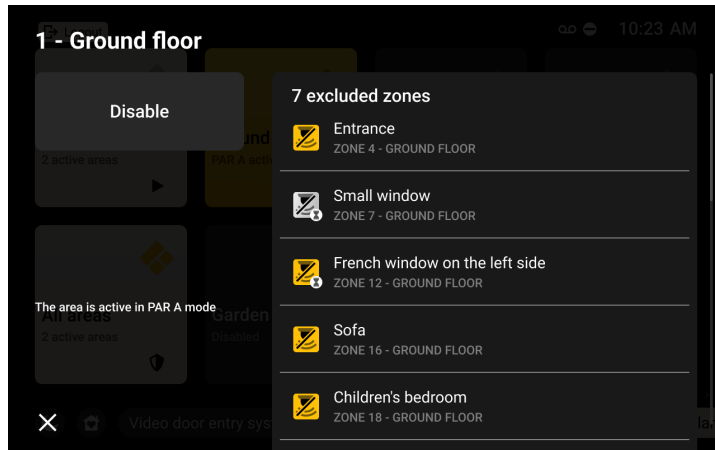 Logout
10:23 AM
1 - Ground floor
Disable
7 excluded zones
Entrance
ZONE 4 - GROUND FLOOR
Small window
ZONE 7 - GROUND FLOOR
French window on the left side
ZONE 12 - GROUND FLOOR
Sofa
ZONE 16 - GROUND FLOOR
Children's bedroom
ZONE 18 - GROUND FLOOR
2 active areas
PAR A activ
The area is active in PAR A mode
All areas
2 active areas
Garden
Disabled
Video door entry sys